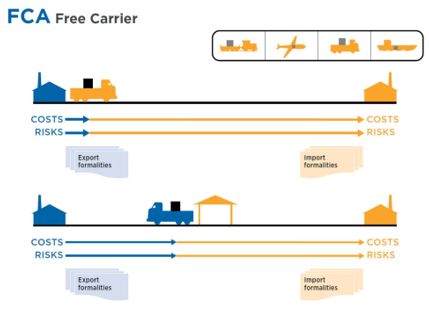 FCA Free Carrier
COSTS COSTS
RISKS RISKS
Export
formalities
Import
formalities
COSTS COSTS
RISKS RISKS
Export
formalities
Import
formalities